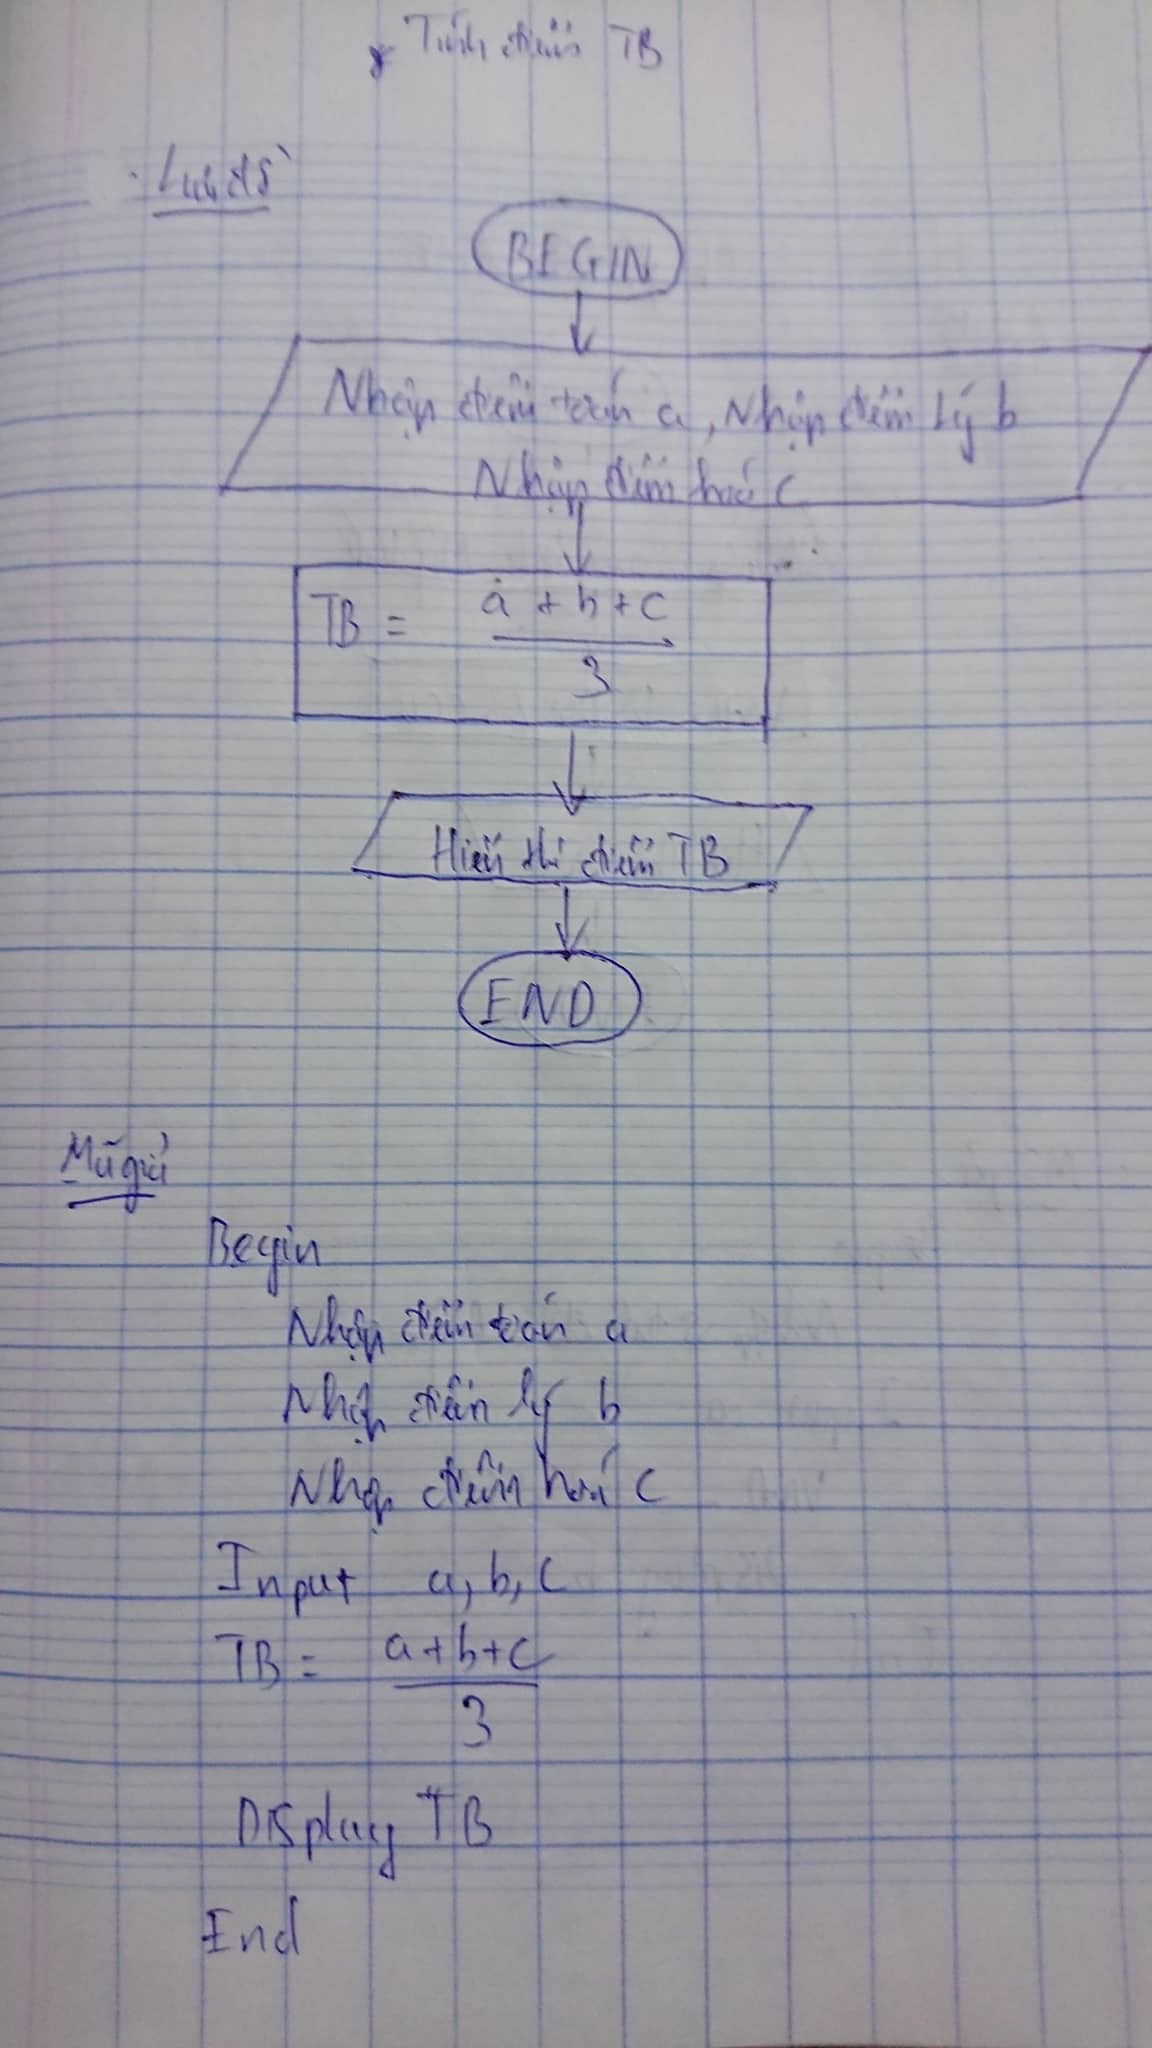 * Tính điểm TB
. Lưu đồ
BEGIN
Nhập điểm toán a, Nhập điểm Lý b
Nhập điểm hoá C
TB = a + b + c
3
Hiển thị điểm TB
END
Mã giả
Begin
Nhập điểm toán a
Nhập điểm lý b
Nhập điểm hoá C
Input a, b, C
TB = a + b + C
3
Display TB
End